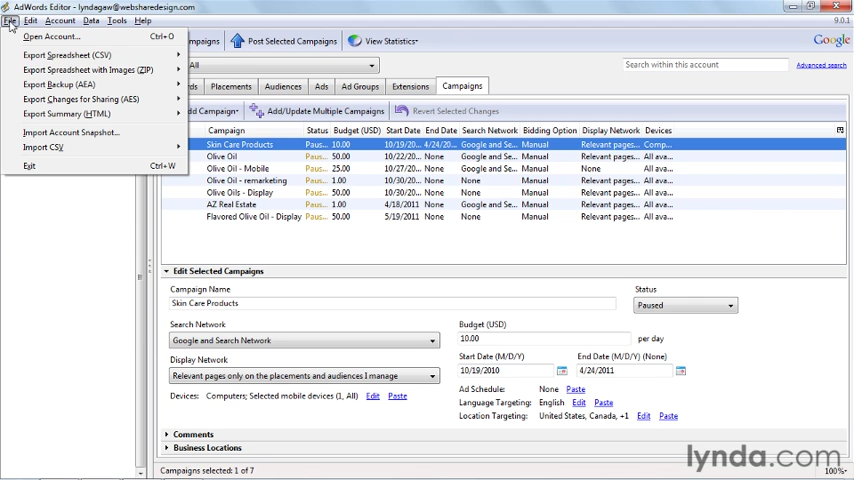 AdWords Editor - lyndagaw@websharedesign.com
File Edit Account Data Tools Help
Open Account... Ctrl+O
Export Spreadsheet (CSV)
Export Spreadsheet with Images (ZIP)
Export Backup (AEA)
Export Changes for Sharing (AES)
Export Summary (HTML)
Import Account Snapshot...
Import CSV
Exit Ctrl+W
Post Selected Campaigns View Statistics
Google
All
Search within this account Advanced search
Placements Audiences Ads Ad Groups Extensions Campaigns
Campaign Add/Update Multiple Campaigns Revert Selected Changes
Campaign Status Budget (USD) Start Date End Date Search Network Bidding Option Display Network Devices
Skin Care Products Paus... 10.00 10/19/20... 4/24/20... Google and Se... Manual Relevant pages... Comp...
Olive Oil Paus... 50.00 10/22/20... None Google and Se... Manual Relevant pages... All ava...
Olive Oil - Mobile Paus... 25.00 10/27/20... None Google and Se... Manual None All ava...
Olive Oil - remarketing Paus... 1.00 10/30/20... None None Manual Relevant pages... All ava...
Olive Oils - Display Paus... 50.00 10/30/20... None None Manual Relevant pages... All ava...
AZ Real Estate Paus... 1.00 4/18/2011 None Google and Se... Manual Relevant pages... All ava...
Flavored Olive Oil - Display Paus... 50.00 5/19/2011 None None Manual Relevant pages... All ava...
Edit Selected Campaigns
Campaign Name Status
Skin Care Products Paused
Search Network Budget (USD)
Google and Search Network 10.00 per day
Display Network Start Date (M/D/Y) End Date (M/D/Y) (None)
Relevant pages only on the placements and audiences I manage 10/19/2010 4/24/2011
Devices: Computers; Selected mobile devices (1, All) Edit Paste
Ad Schedule: None Paste
Language Targeting: English Edit Paste
Location Targeting: United States, Canada, +1 Edit Paste
Comments
Business Locations
Campaigns selected: 1 of 7 100%
lynda.com